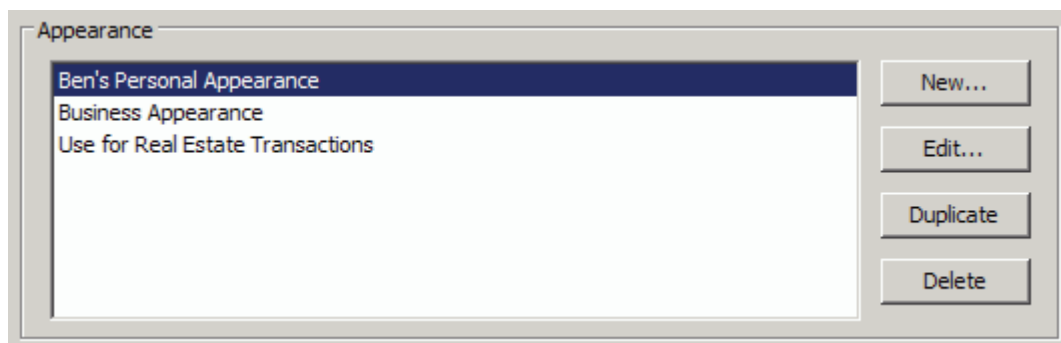 Appearance
Ben's Personal Appearance
New...
Business Appearance
Use for Real Estate Transactions
Edit...
Duplicate
Delete